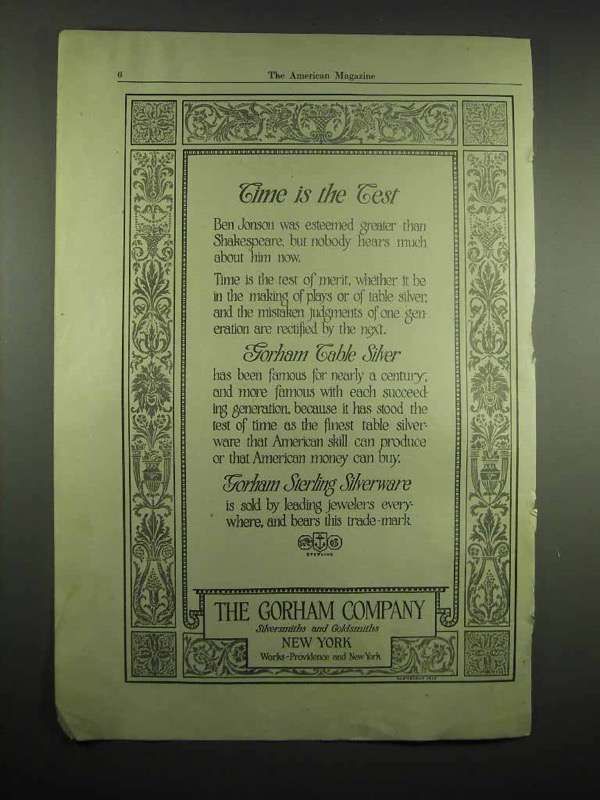 6
The American Magazine
Time is the Test
Ben Jonson was esteemed greater than
Shakespeare, but nobody hears much
about him now.
Time is the test of merit, whether it be
in the making of plays or of table silver,
and the mistaken judgments of one gen-
eration are rectified by the next.
Gorham Table Silver
has been famous for nearly a century,
and more famous with each succeed-
ing generation, because it has stood the
test of time as the finest table silver-
ware that American skill can produce
or that American money can buy.
Gorham Sterling Silverware
is sold by leading jewelers every-
where, and bears this trade-mark
STERLING
THE GORHAM COMPANY
Silversmiths and Goldsmiths
NEW YORK
Works-Providence and New York